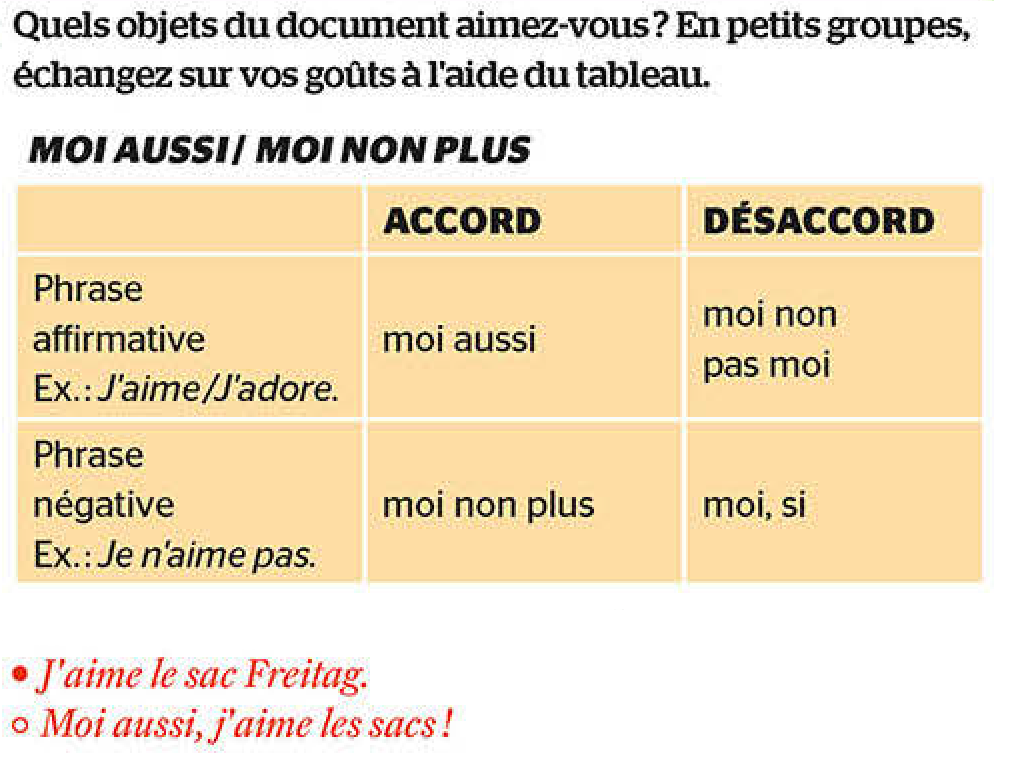 Quels objets du document aimez-vous ? En petits groupes,
échangez sur vos goûts à l'aide du tableau.
MOI AUSSI / MOI NON PLUS
ACCORD
DÉSACCORD
Phrase
affirmative
Ex. : J'aime/J'adore.
moi aussi
moi non
pas moi
Phrase
négative
Ex. : Je n'aime pas.
moi non plus
moi, si
• J'aime le sac Freitag.
○ Moi aussi, j'aime les sacs !